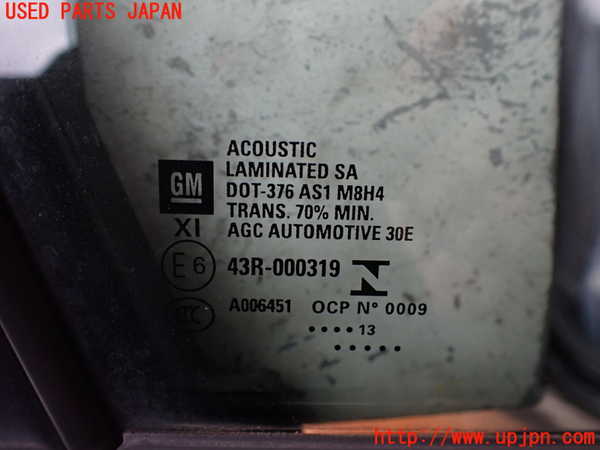 USED PARTS JAPAN
ACOUSTIC
LAMINATED SA
GM
DOT-376 AS1 M8H4
TRANS. 70% MIN.
XI
AGC AUTOMOTIVE 30E
E6
43R-000319
A006451 OCP Nº 0009
•••• 13
•••••
http://www.upjpn.com/